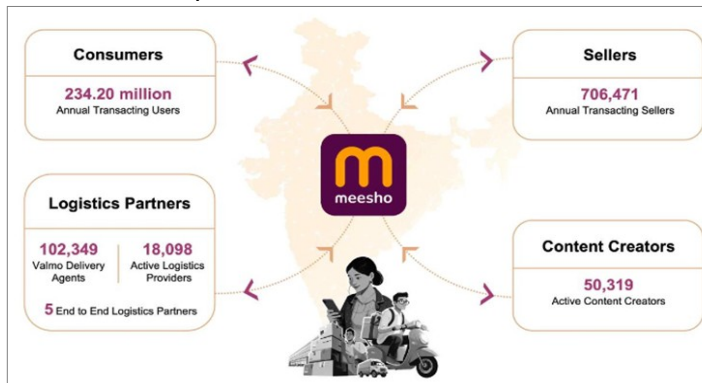 Consumers
234.20 million
Annual Transacting Users
Sellers
706,471
Annual Transacting Sellers
meesho
Logistics Partners
102,349
Valmo Delivery
Agents
18,098
Active Logistics
Providers
5 End to End Logistics Partners
Content Creators
50,319
Active Content Creators